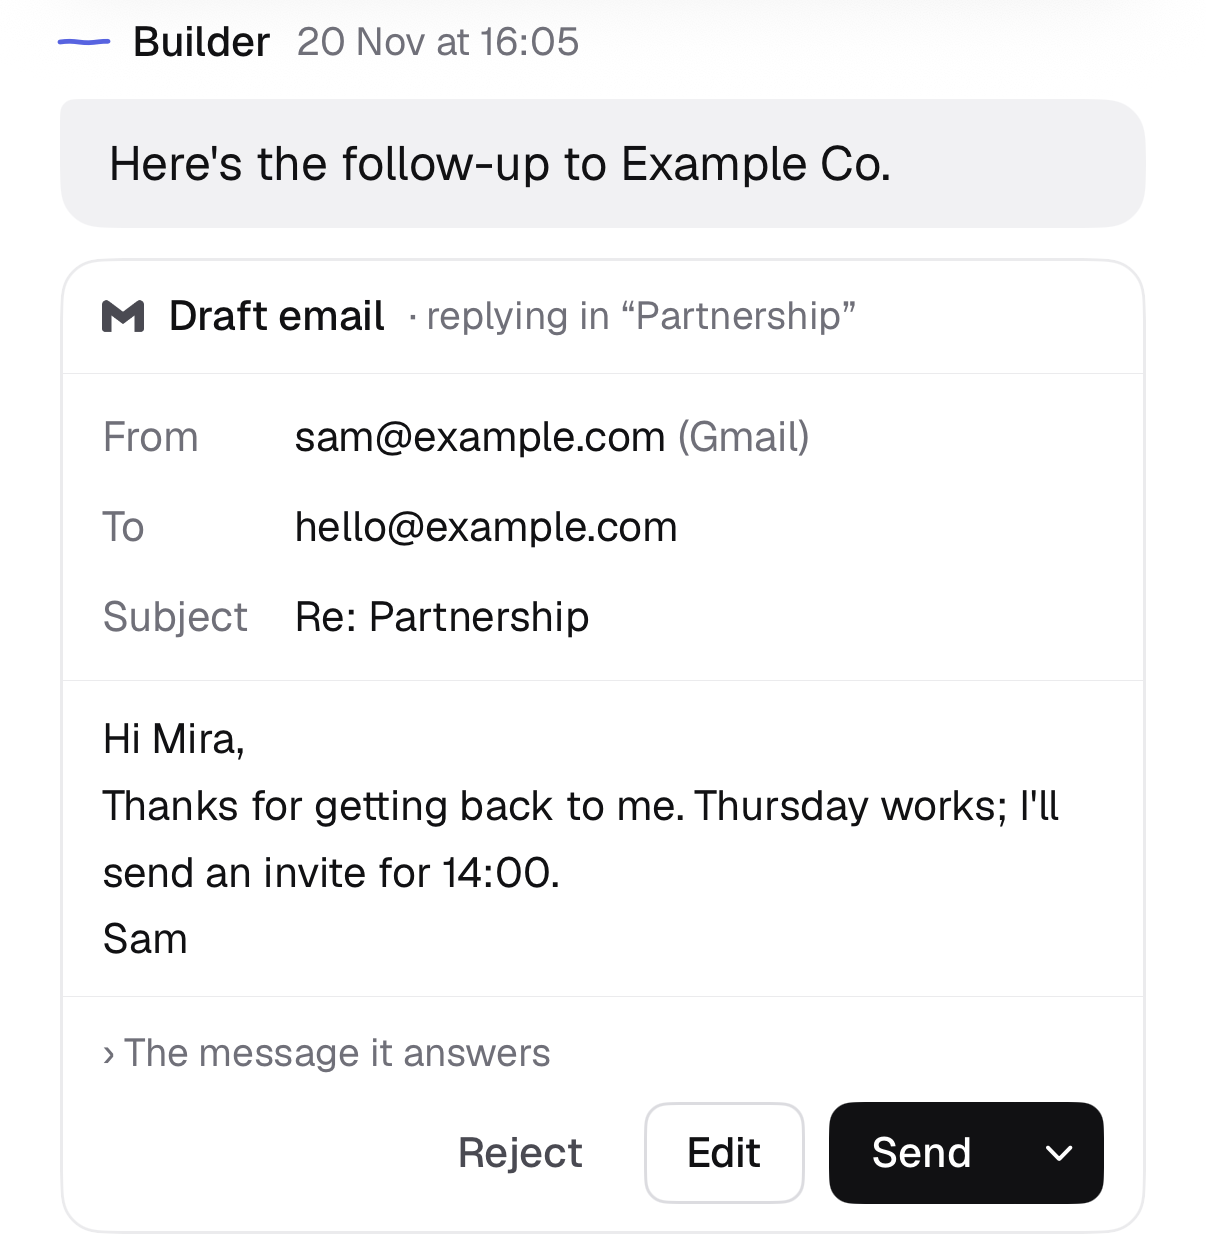 Builder 20 Nov at 16:05
Here's the follow-up to Example Co.
Draft email · replying in “Partnership”
From sam@example.com (Gmail)
To hello@example.com
Subject Re: Partnership
Hi Mira,
Thanks for getting back to me. Thursday works; I'll
send an invite for 14:00.
Sam
› The message it answers
Reject Edit Send